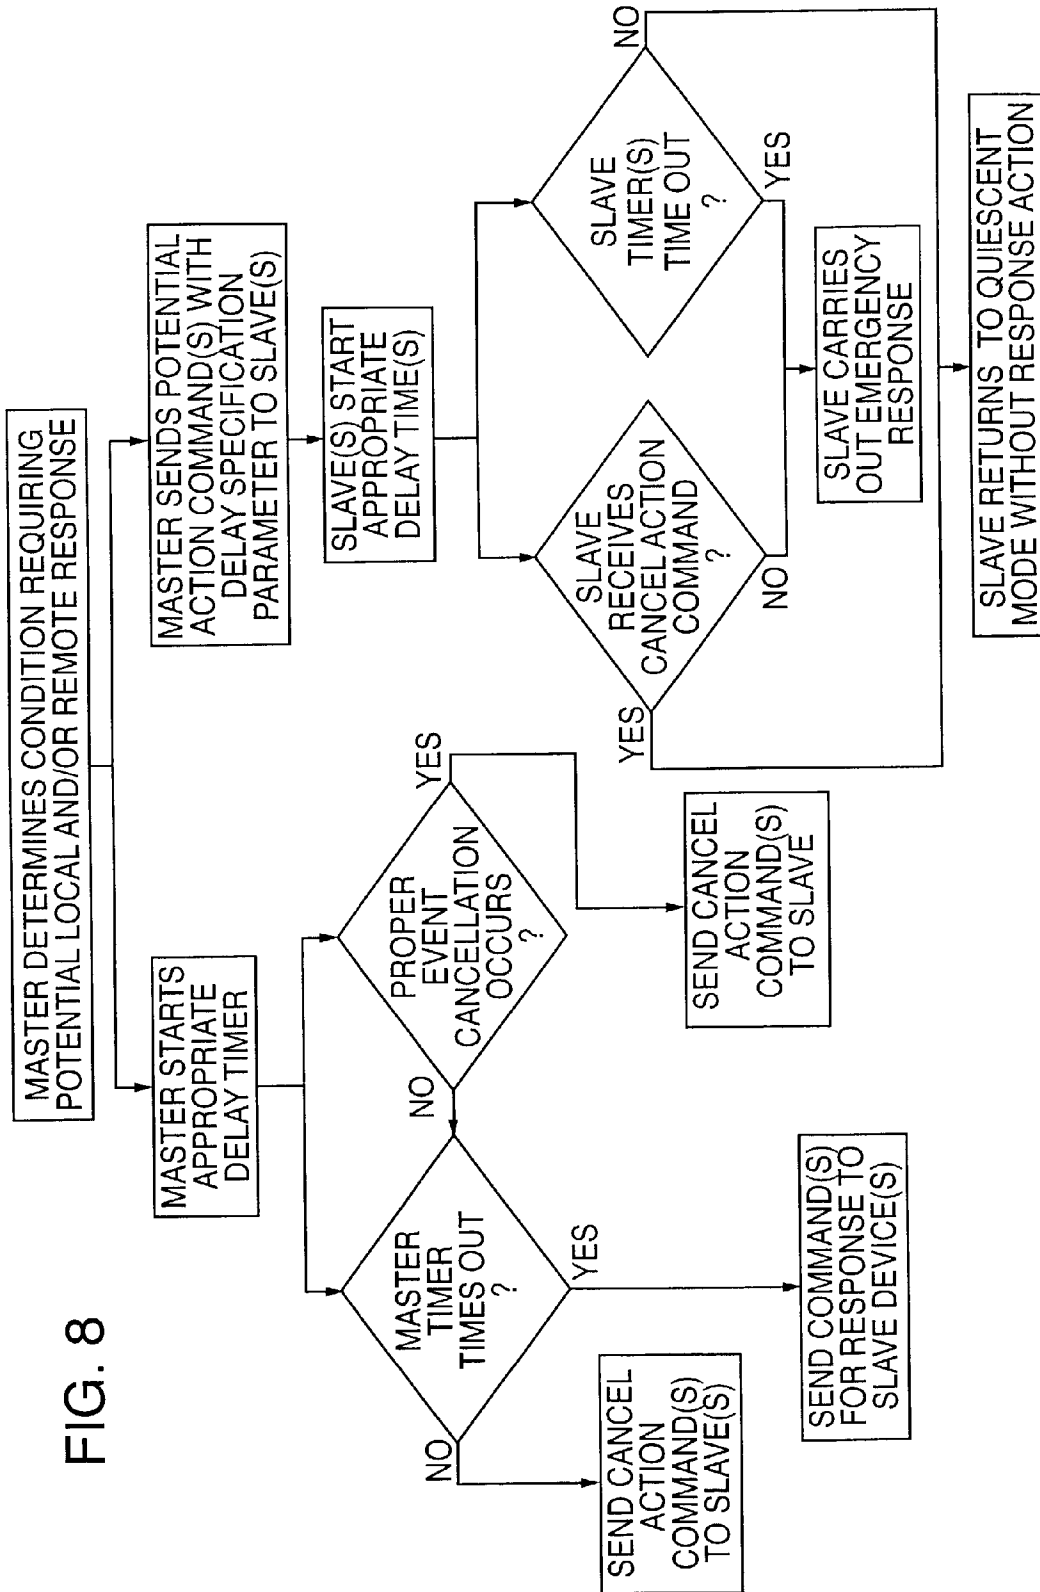 FIG. 8
MASTER DETERMINES CONDITION REQUIRING
POTENTIAL LOCAL AND/OR REMOTE RESPONSE
MASTER STARTS
APPROPRIATE
DELAY TIMER
MASTER
TIMER
TIMES OUT
?
NO
YES
SEND CANCEL
ACTION
COMMAND(S)
TO SLAVE(S)
SEND COMMAND(S)
FOR RESPONSE TO
SLAVE DEVICE(S)
PROPER
EVENT
CANCELLATION
OCCURS
?
NO
YES
SEND CANCEL
ACTION
COMMAND(S)
TO SLAVE
MASTER SENDS POTENTIAL
ACTION COMMAND(S) WITH
DELAY SPECIFICATION
PARAMETER TO SLAVE(S)
SLAVE(S) START
APPROPRIATE
DELAY TIME(S)
SLAVE
RECEIVES
CANCEL ACTION
COMMAND
?
YES
NO
SLAVE
TIMER(S)
TIME OUT
?
NO
YES
SLAVE CARRIES
OUT EMERGENCY
RESPONSE
SLAVE RETURNS TO QUIESCENT
MODE WITHOUT RESPONSE ACTION